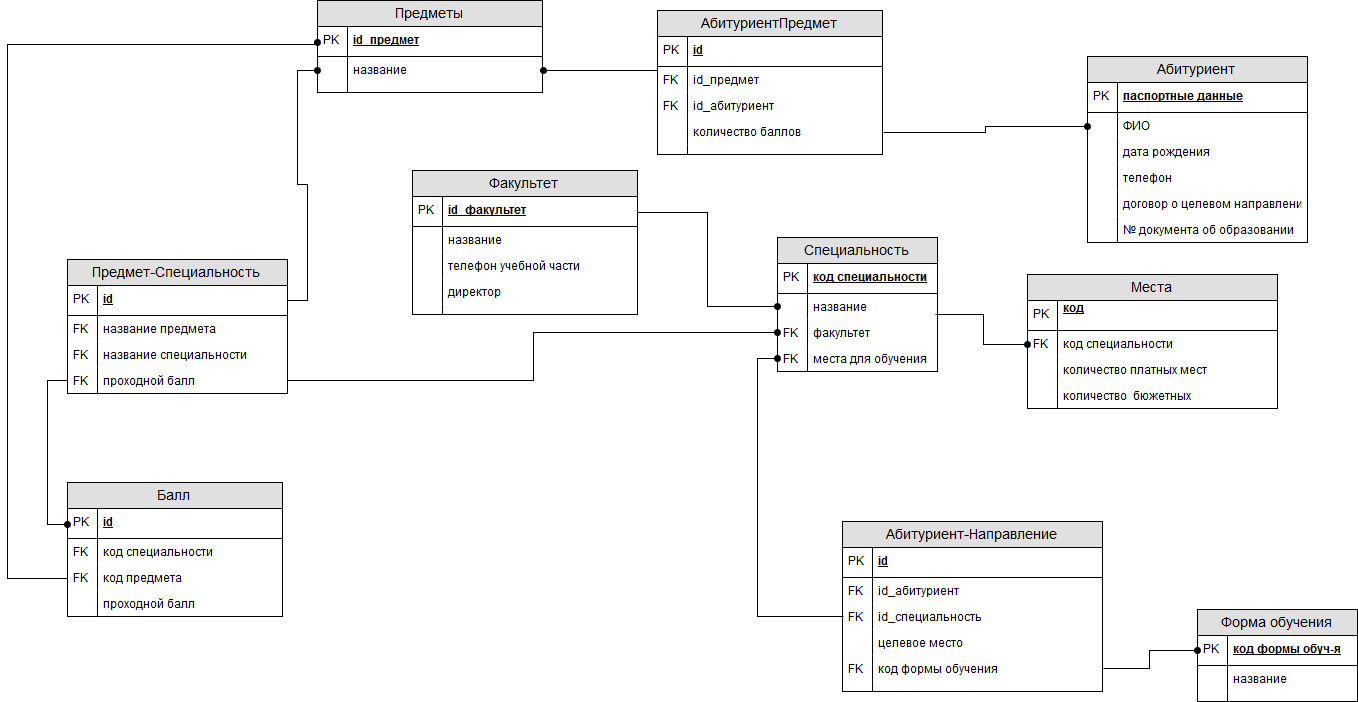 Предметы
PK id_предмет
название
АбитуриентПредмет
PK id
FK id_предмет
FK id_абитуриент
количество баллов
Абитуриент
PK паспортные данные
ФИО
дата рождения
телефон
договор о целевом направлени
№ документа об образовании
Факультет
PK id_факультет
название
телефон учебной части
директор
Специальность
PK код специальности
название
FK факультет
FK места для обучения
Предмет-Специальность
PK id
FK название предмета
FK название специальности
FK проходной балл
Места
PK код
FK код специальности
количество платных мест
количество бюжетных
Балл
PK id
FK код специальности
FK код предмета
проходной балл
Абитуриент-Направление
PK id
FK id_абитуриент
FK id_специальность
целевое место
FK код формы обучения
Форма обучения
PK код формы обуч-я
название